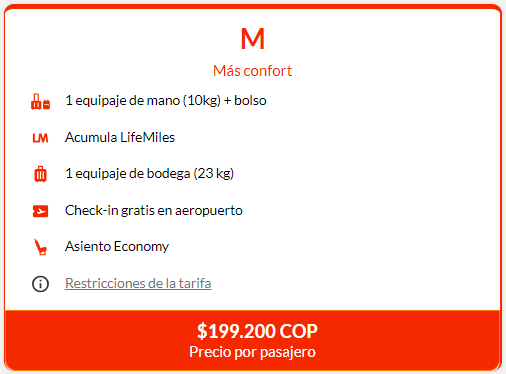 M
Más confort
1 equipaje de mano (10kg) + bolso
LM Acumula LifeMiles
1 equipaje de bodega (23 kg)
Check-in gratis en aeropuerto
Asiento Economy
Restricciones de la tarifa
$199.200 COP
Precio por pasajero